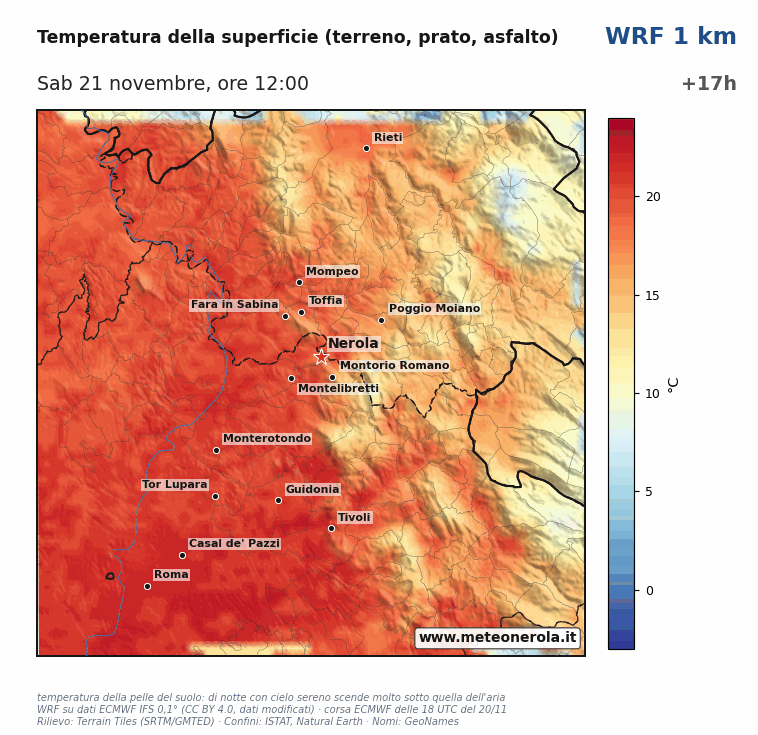 Temperatura della superficie (terreno, prato, asfalto)
WRF 1 km
Sab 21 novembre, ore 12:00
+17h
Rieti
Mompeo
Fara in Sabina
Toffia
Poggio Moiano
Nerola
Montorio Romano
Montelibretti
Monterotondo
Tor Lupara
Guidonia
Tivoli
Casal de' Pazzi
Roma
www.meteonerola.it
20
15
10
5
0
°C
temperatura della pelle del suolo: di notte con cielo sereno scende molto sotto quella dell'aria
WRF su dati ECMWF IFS 0,1° (CC BY 4.0, dati modificati) · corsa ECMWF delle 18 UTC del 20/11
Rilievo: Terrain Tiles (SRTM/GMTED) · Confini: ISTAT, Natural Earth · Nomi: GeoNames